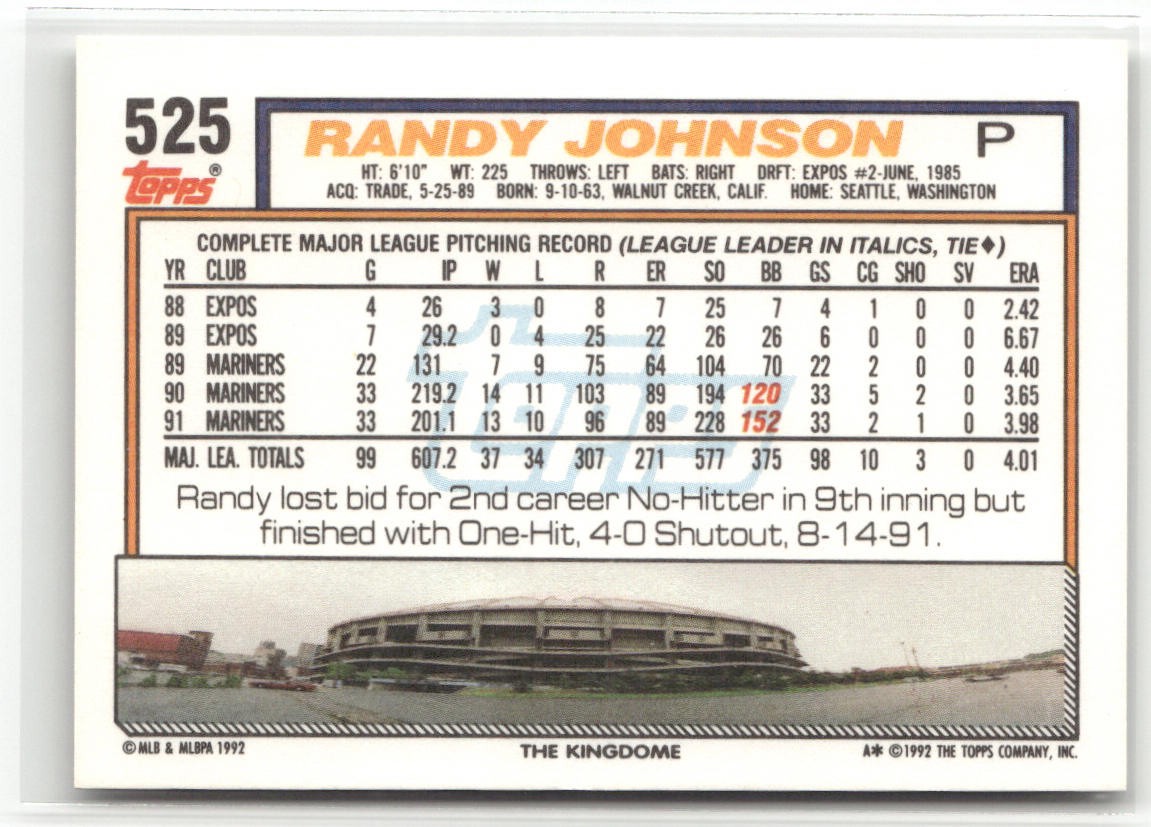 525
RANDY JOHNSON P
Topps®
HT: 6'10" WT: 225 THROWS: LEFT BATS: RIGHT DRFT: EXPOS #2-JUNE, 1985
ACQ: TRADE, 5-25-89 BORN: 9-10-63, WALNUT CREEK, CALIF. HOME: SEATTLE, WASHINGTON
COMPLETE MAJOR LEAGUE PITCHING RECORD (LEAGUE LEADER IN ITALICS, TIE♦)
YR CLUB G IP W L R ER SO BB GS CG SHO SV ERA
88 EXPOS 4 26 3 0 8 7 25 7 4 1 0 0 2.42
89 EXPOS 7 29.2 0 4 25 22 26 26 6 0 0 0 6.67
89 MARINERS 22 131 7 9 75 64 104 70 22 2 0 0 4.40
90 MARINERS 33 219.2 14 11 103 89 194 120 33 5 2 0 3.65
91 MARINERS 33 201.1 13 10 96 89 228 152 33 2 1 0 3.98
MAJ. LEA. TOTALS 99 607.2 37 34 307 271 577 375 98 10 3 0 4.01
Topps
Randy lost bid for 2nd career No-Hitter in 9th inning but
finished with One-Hit, 4-0 Shutout, 8-14-91.
©MLB & MLBPA 1992 THE KINGDOME A* ©1992 THE TOPPS COMPANY, INC.